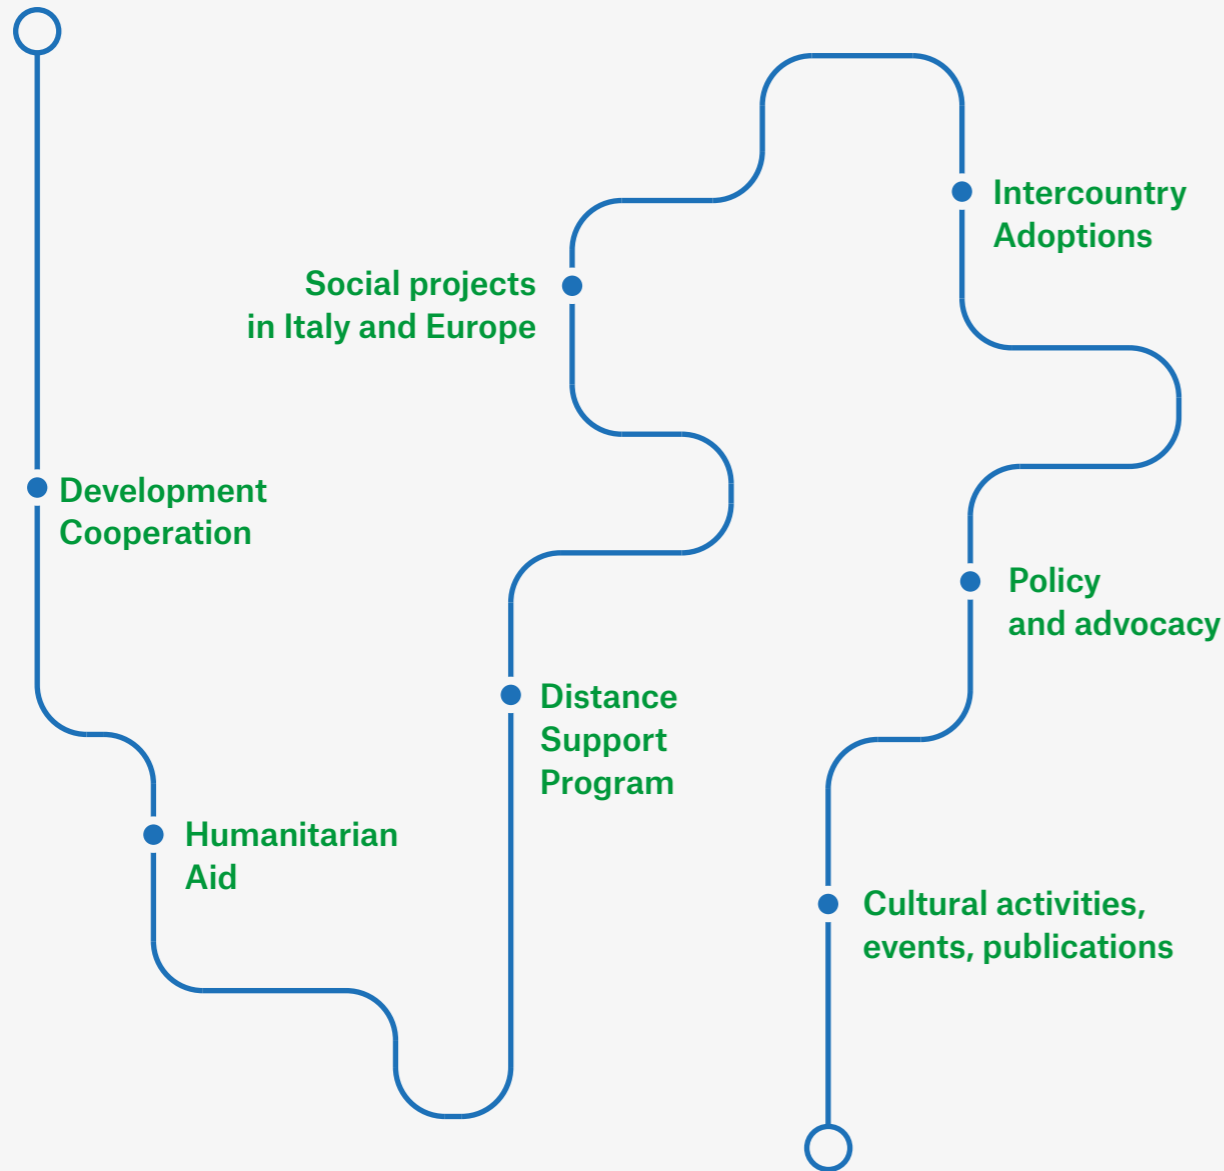 Development
Cooperation
Humanitarian
Aid
Distance
Support
Program
Social projects
in Italy and Europe
Intercountry
Adoptions
Policy
and advocacy
Cultural activities,
events, publications